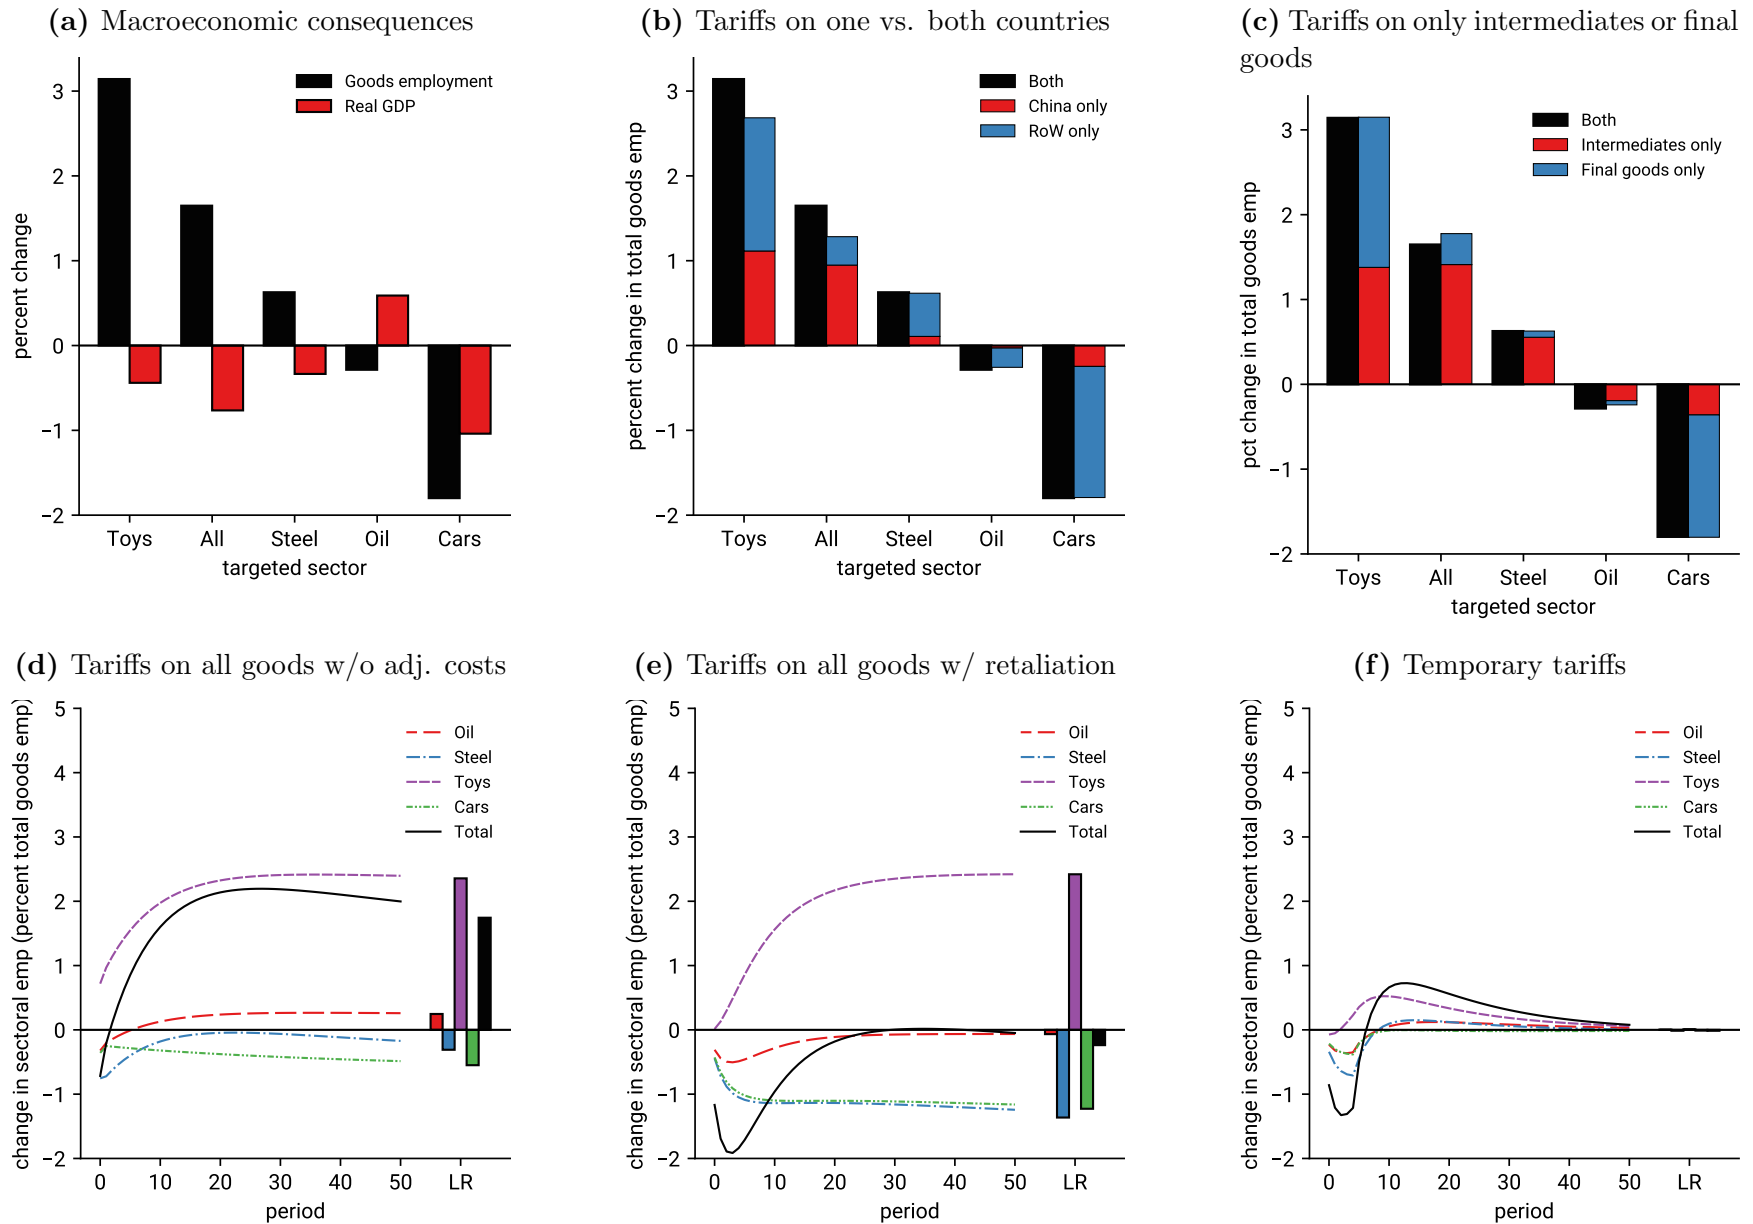 (a) Macroeconomic consequences
percent change
3
2
1
0
−1
−2
Goods employment
Real GDP
Toys All Steel Oil Cars
targeted sector
(b) Tariffs on one vs. both countries
percent change in total goods emp
3
2
1
0
−1
−2
Both
China only
RoW only
Toys All Steel Oil Cars
targeted sector
(c) Tariffs on only intermediates or final
goods
pct change in total goods emp
3
2
1
0
−1
−2
Both
Intermediates only
Final goods only
Toys All Steel Oil Cars
targeted sector
(d) Tariffs on all goods w/o adj. costs
change in sectoral emp (percent total goods emp)
5
4
3
2
1
0
−1
−2
Oil
Steel
Toys
Cars
Total
0 10 20 30 40 50 LR
period
(e) Tariffs on all goods w/ retaliation
change in sectoral emp (percent total goods emp)
5
4
3
2
1
0
−1
−2
Oil
Steel
Toys
Cars
Total
0 10 20 30 40 50 LR
period
(f) Temporary tariffs
change in sectoral emp (percent total goods emp)
5
4
3
2
1
0
−1
−2
Oil
Steel
Toys
Cars
Total
0 10 20 30 40 50 LR
period